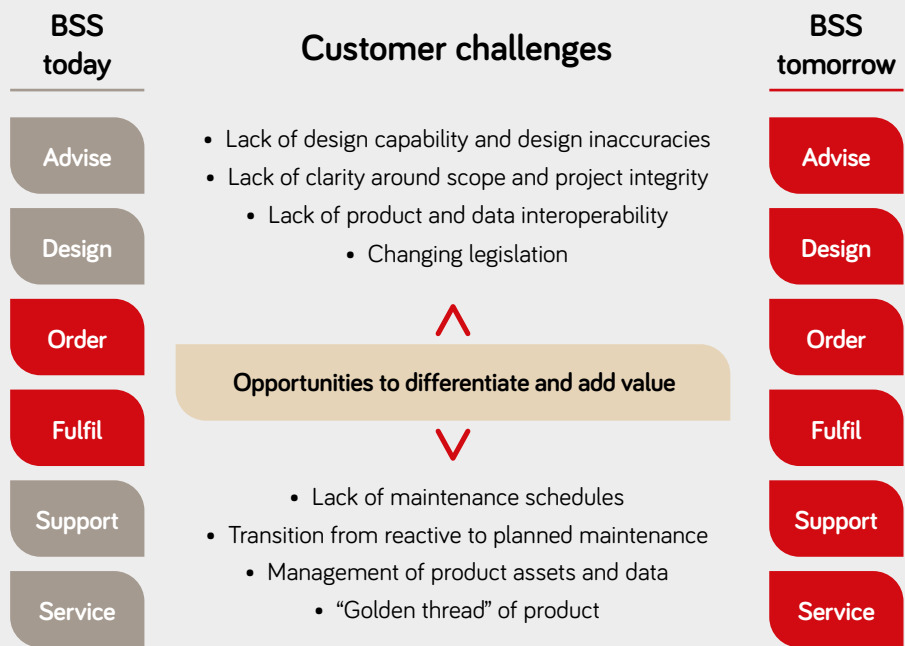 BSS
today
Advise
Design
Order
Fulfil
Support
Service
Customer challenges
• Lack of design capability and design inaccuracies
• Lack of clarity around scope and project integrity
• Lack of product and data interoperability
• Changing legislation
Opportunities to differentiate and add value
• Lack of maintenance schedules
• Transition from reactive to planned maintenance
• Management of product assets and data
• “Golden thread” of product
BSS
tomorrow
Advise
Design
Order
Fulfil
Support
Service